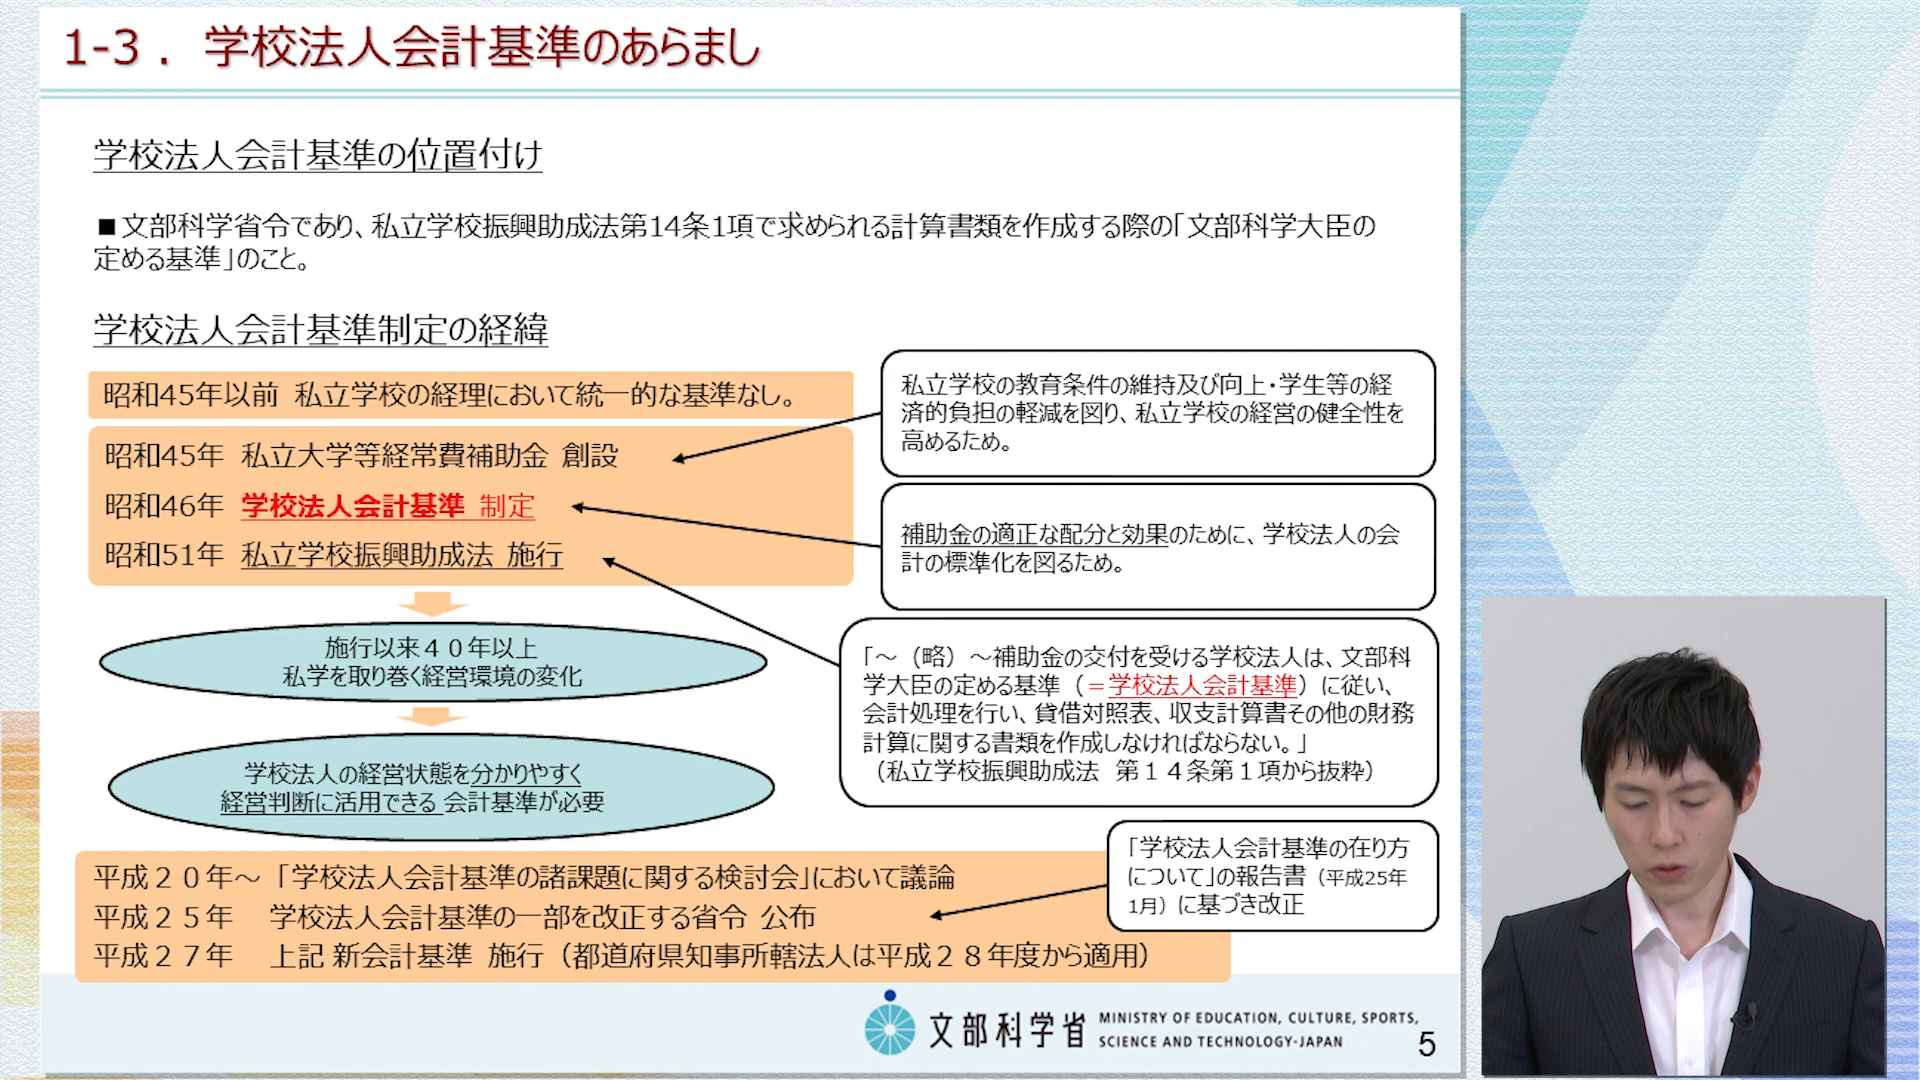 1-3． 学校法人会計基準のあらまし
学校法人会計基準の位置付け
■文部科学省令であり、私立学校振興助成法第14条1項で求められる計算書類を作成する際の「文部科学大臣の
定める基準」のこと。
学校法人会計基準制定の経緯
昭和45年以前 私立学校の経理において統一的な基準なし。
昭和45年 私立大学等経常費補助金 創設
昭和46年 学校法人会計基準 制定
昭和51年 私立学校振興助成法 施行
私立学校の教育条件の維持及び向上・学生等の経
済的負担の軽減を図り、私立学校の経営の健全性を
高めるため。
補助金の適正な配分と効果のために、学校法人の会
計の標準化を図るため。
「～（略）～補助金の交付を受ける学校法人は、文部科
学大臣の定める基準（＝学校法人会計基準）に従い、
会計処理を行い、貸借対照表、収支計算書その他の財務
計算に関する書類を作成しなければならない。」
（私立学校振興助成法 第１４条第１項から抜粋）
施行以来４０年以上
私学を取り巻く経営環境の変化
学校法人の経営状態を分かりやすく
経営判断に活用できる 会計基準が必要
平成２０年～「学校法人会計基準の諸課題に関する検討会」において議論
平成２５年 学校法人会計基準の一部を改正する省令 公布
平成２７年 上記 新会計基準 施行（都道府県知事所轄法人は平成２８年度から適用）
「学校法人会計基準の在り方
について」の報告書（平成25年
1月）に基づき改正
文部科学省
MINISTRY OF EDUCATION, CULTURE, SPORTS,
SCIENCE AND TECHNOLOGY-JAPAN
5